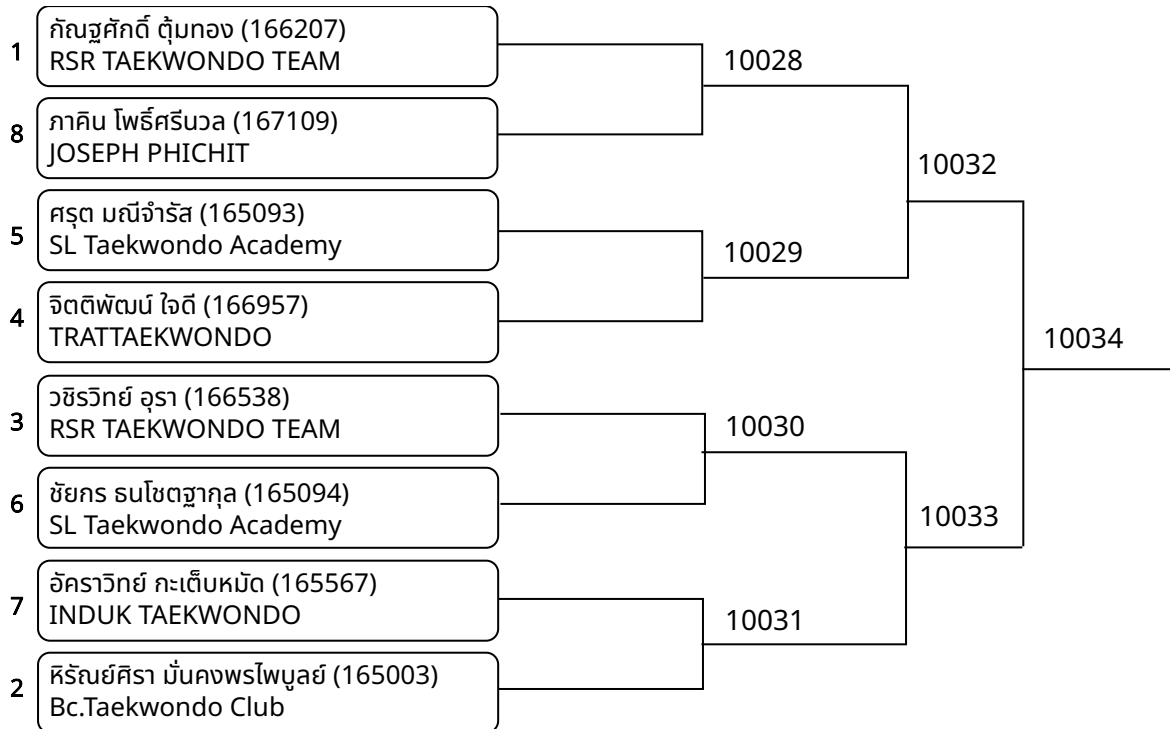 1
กัณฐศักดิ์ ตุ้มทอง (166207)
RSR TAEKWONDO TEAM
8
ภาคิน โพธิ์ศรีนวล (167109)
JOSEPH PHICHIT
10028
5
ศรุต มณีจำรัส (165093)
SL Taekwondo Academy
4
จิตติพัฒน์ ใจดี (166957)
TRATTAEKWONDO
10029
10032
3
วชิรวิทย์ อุรา (166538)
RSR TAEKWONDO TEAM
6
ชัยกร ธนโชตฐากุล (165094)
SL Taekwondo Academy
10030
7
อัคราวิทย์ กะเต็บหมัด (165567)
INDUK TAEKWONDO
2
หิรัณย์ศิรา มั่นคงพรไพบูลย์ (165003)
Bc.Taekwondo Club
10031
10033
10034